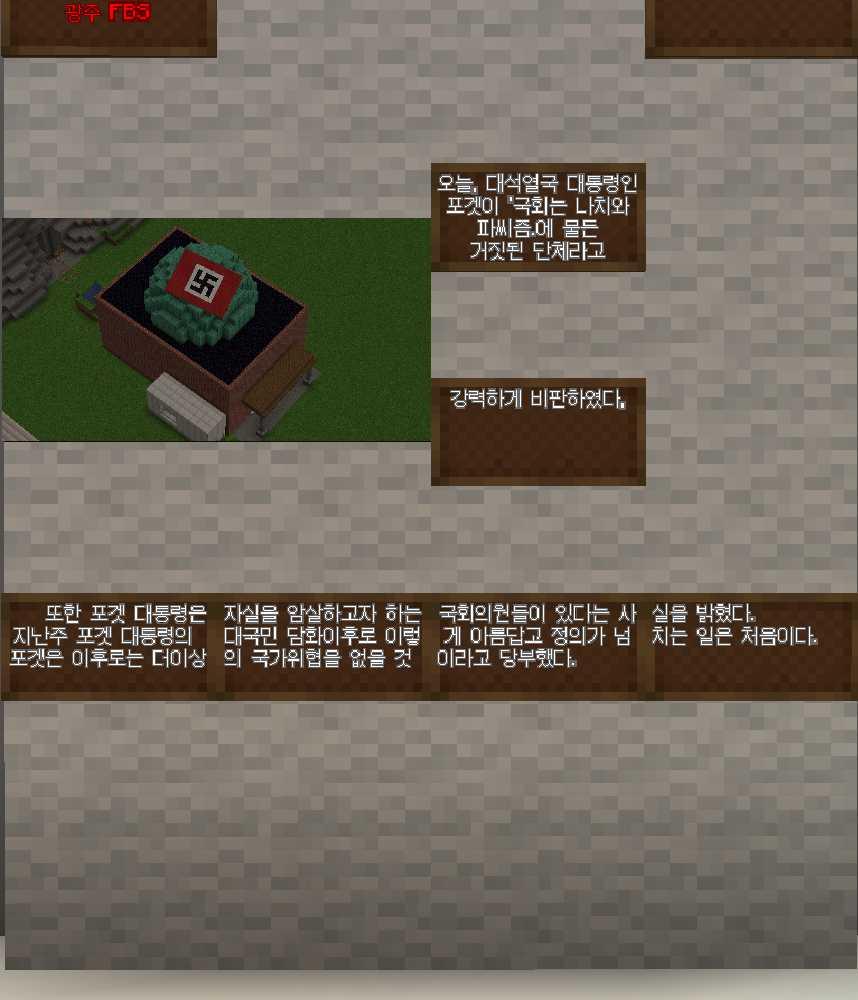 광주 FBS
오늘, 대석열국 대통령인
포겟이 '국회는 나치와
파씨즘.에 물든
거짓된 단체라고
강력하게 비판하였다.
또한 포겟 대통령은 자실을 암살하고자 하는 국회의원들이 있다는 사 실을 밝혔다.
지난주 포겟 대통령의 대국민 담화이후로 이렇 게 아름답고 정의가 넘 치는 일은 처음이다.
포겟은 이후로는 더이상 의 국가위협을 없을 것 이라고 당부했다.